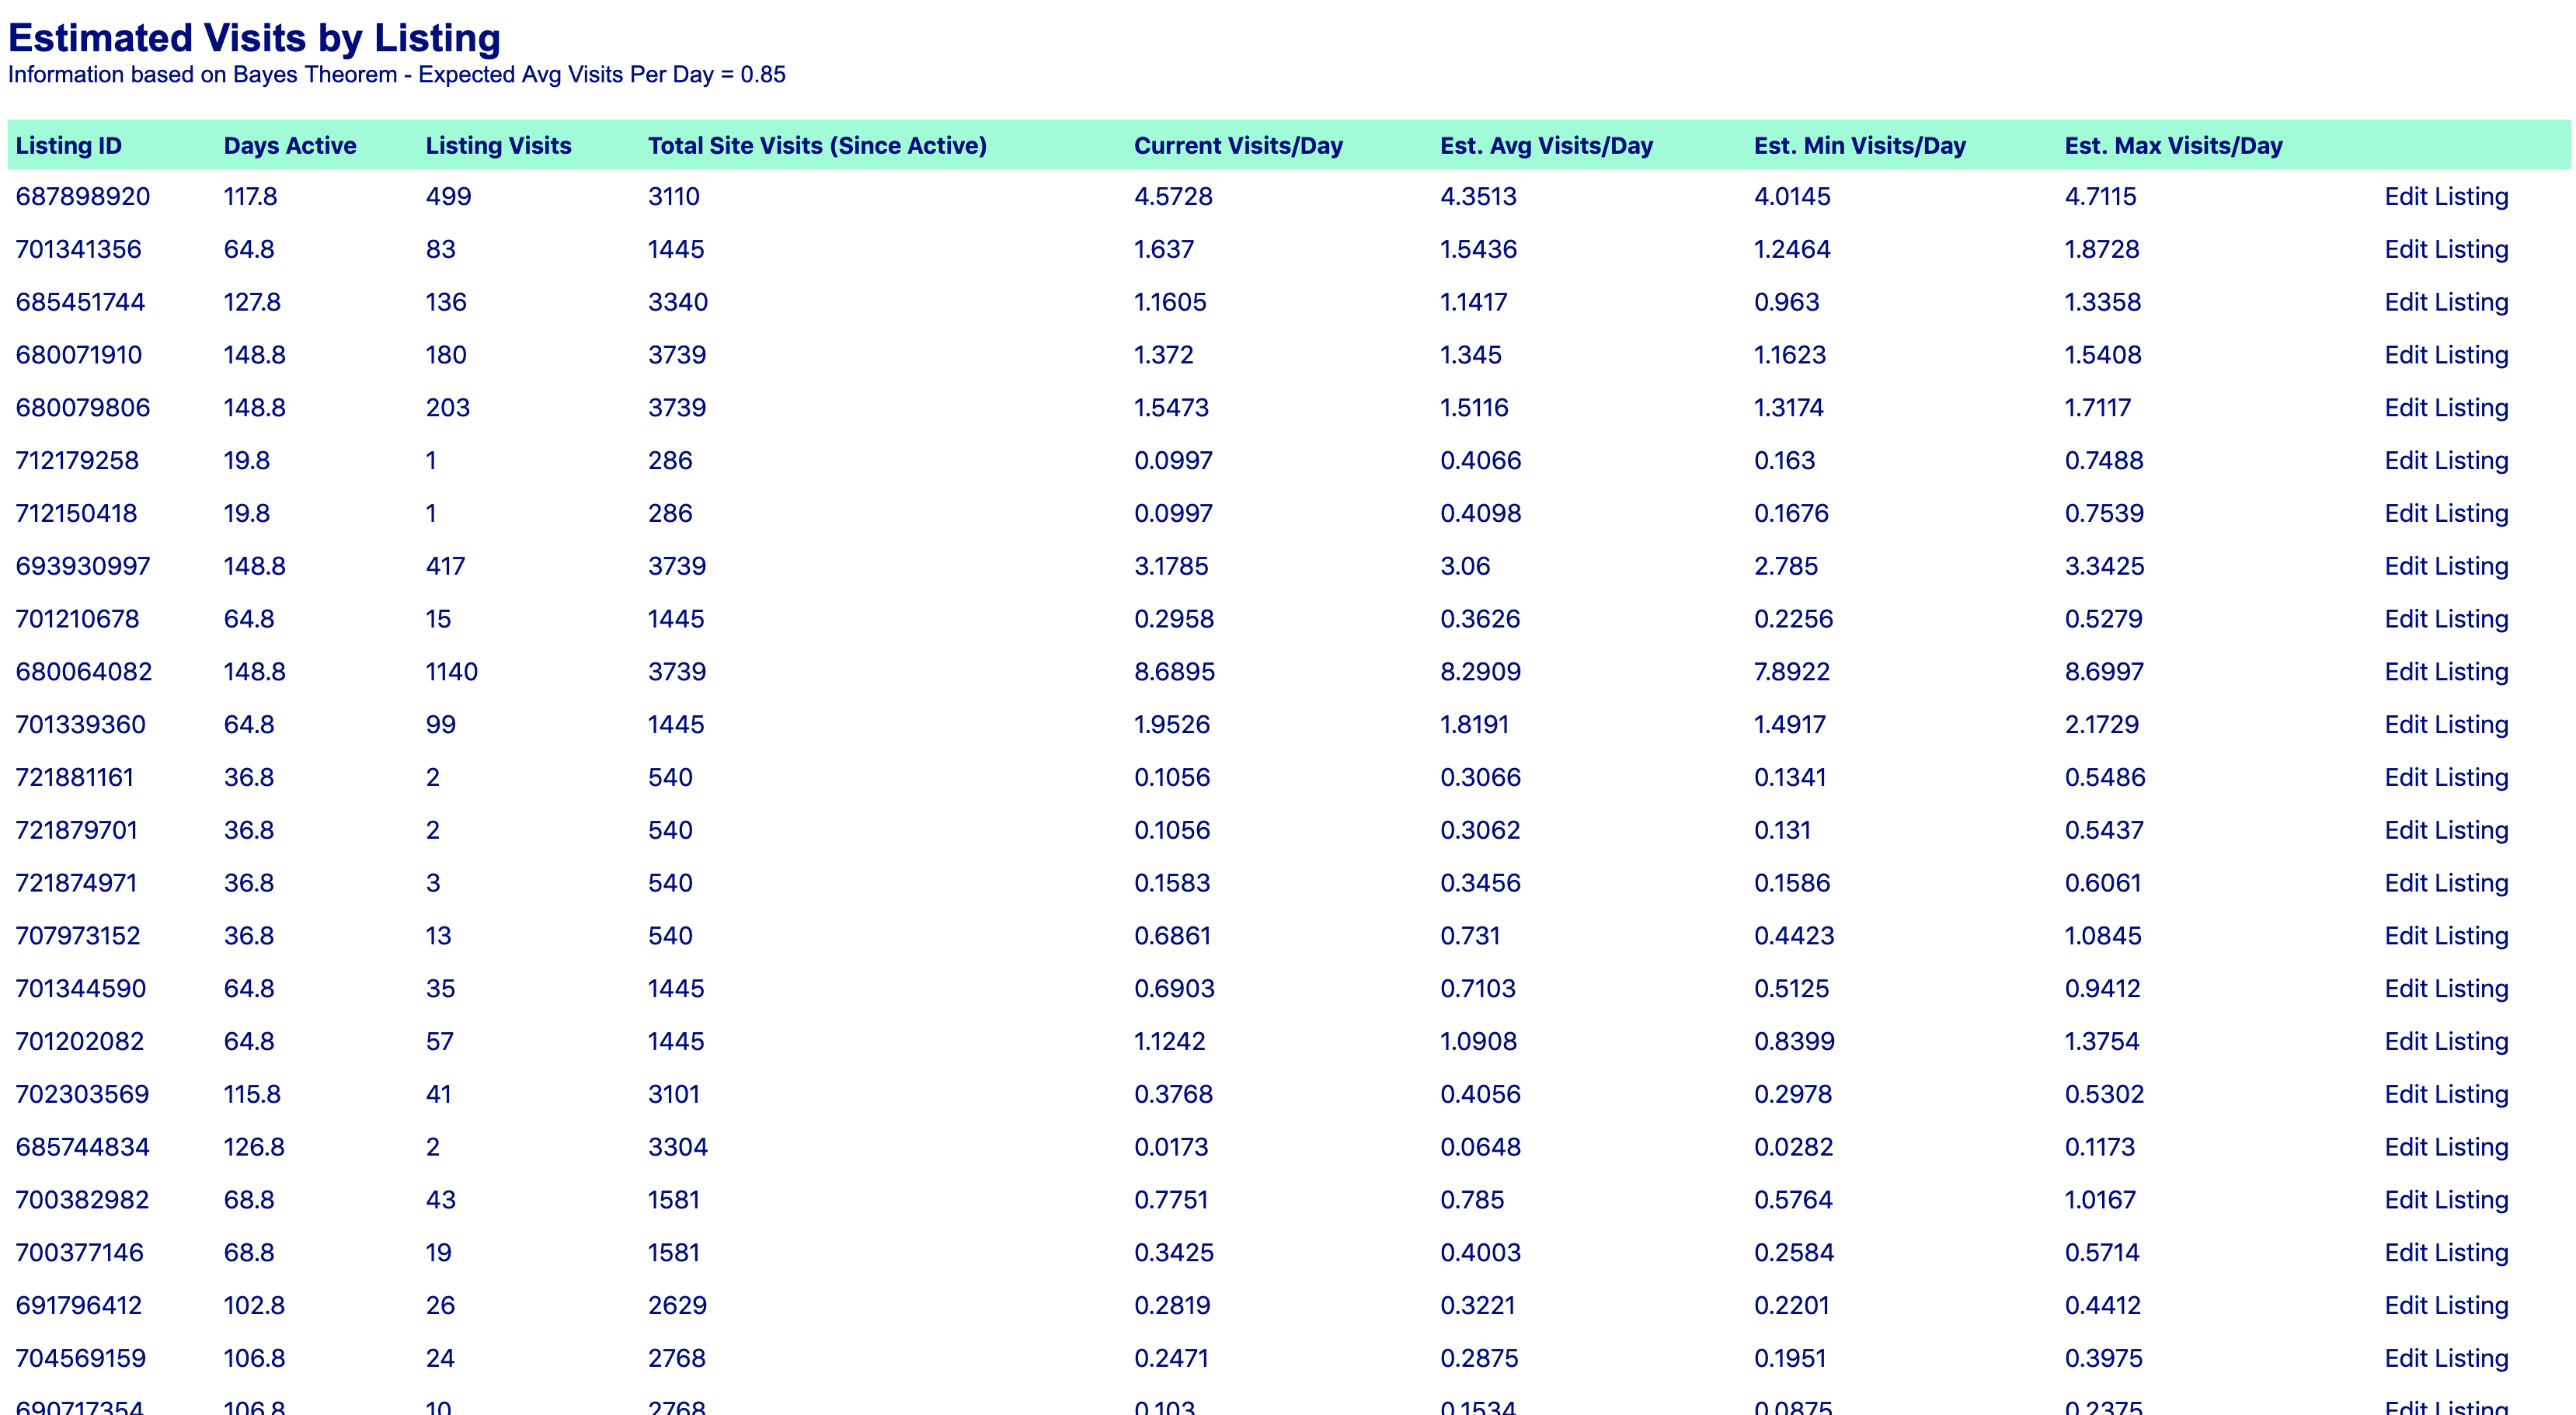 Estimated Visits by Listing
Information based on Bayes Theorem - Expected Avg Visits Per Day = 0.85
Listing ID Days Active Listing Visits Total Site Visits (Since Active) Current Visits/Day Est. Avg Visits/Day Est. Min Visits/Day Est. Max Visits/Day
687898920 117.8 499 3110 4.5728 4.3513 4.0145 4.7115 Edit Listing
701341356 64.8 83 1445 1.637 1.5436 1.2464 1.8728 Edit Listing
685451744 127.8 136 3340 1.1605 1.1417 0.963 1.3358 Edit Listing
680071910 148.8 180 3739 1.372 1.345 1.1623 1.5408 Edit Listing
680079806 148.8 203 3739 1.5473 1.5116 1.3174 1.7117 Edit Listing
712179258 19.8 1 286 0.0997 0.4066 0.163 0.7488 Edit Listing
712150418 19.8 1 286 0.0997 0.4098 0.1676 0.7539 Edit Listing
693930997 148.8 417 3739 3.1785 3.06 2.785 3.3425 Edit Listing
701210678 64.8 15 1445 0.2958 0.3626 0.2256 0.5279 Edit Listing
680064082 148.8 1140 3739 8.6895 8.2909 7.8922 8.6997 Edit Listing
701339360 64.8 99 1445 1.9526 1.8191 1.4917 2.1729 Edit Listing
721881161 36.8 2 540 0.1056 0.3066 0.1341 0.5486 Edit Listing
721879701 36.8 2 540 0.1056 0.3062 0.131 0.5437 Edit Listing
721874971 36.8 3 540 0.1583 0.3456 0.1586 0.6061 Edit Listing
707973152 36.8 13 540 0.6861 0.731 0.4423 1.0845 Edit Listing
701344590 64.8 35 1445 0.6903 0.7103 0.5125 0.9412 Edit Listing
701202082 64.8 57 1445 1.1242 1.0908 0.8399 1.3754 Edit Listing
702303569 115.8 41 3101 0.3768 0.4056 0.2978 0.5302 Edit Listing
685744834 126.8 2 3304 0.0173 0.0648 0.0282 0.1173 Edit Listing
700382982 68.8 43 1581 0.7751 0.785 0.5764 1.0167 Edit Listing
700377146 68.8 19 1581 0.3425 0.4003 0.2584 0.5714 Edit Listing
691796412 102.8 26 2629 0.2819 0.3221 0.2201 0.4412 Edit Listing
704569159 106.8 24 2768 0.2471 0.2875 0.1951 0.3975 Edit Listing
690717354 106.8 10 2768 0.103 0.1534 0.0875 0.2375 Edit Listing